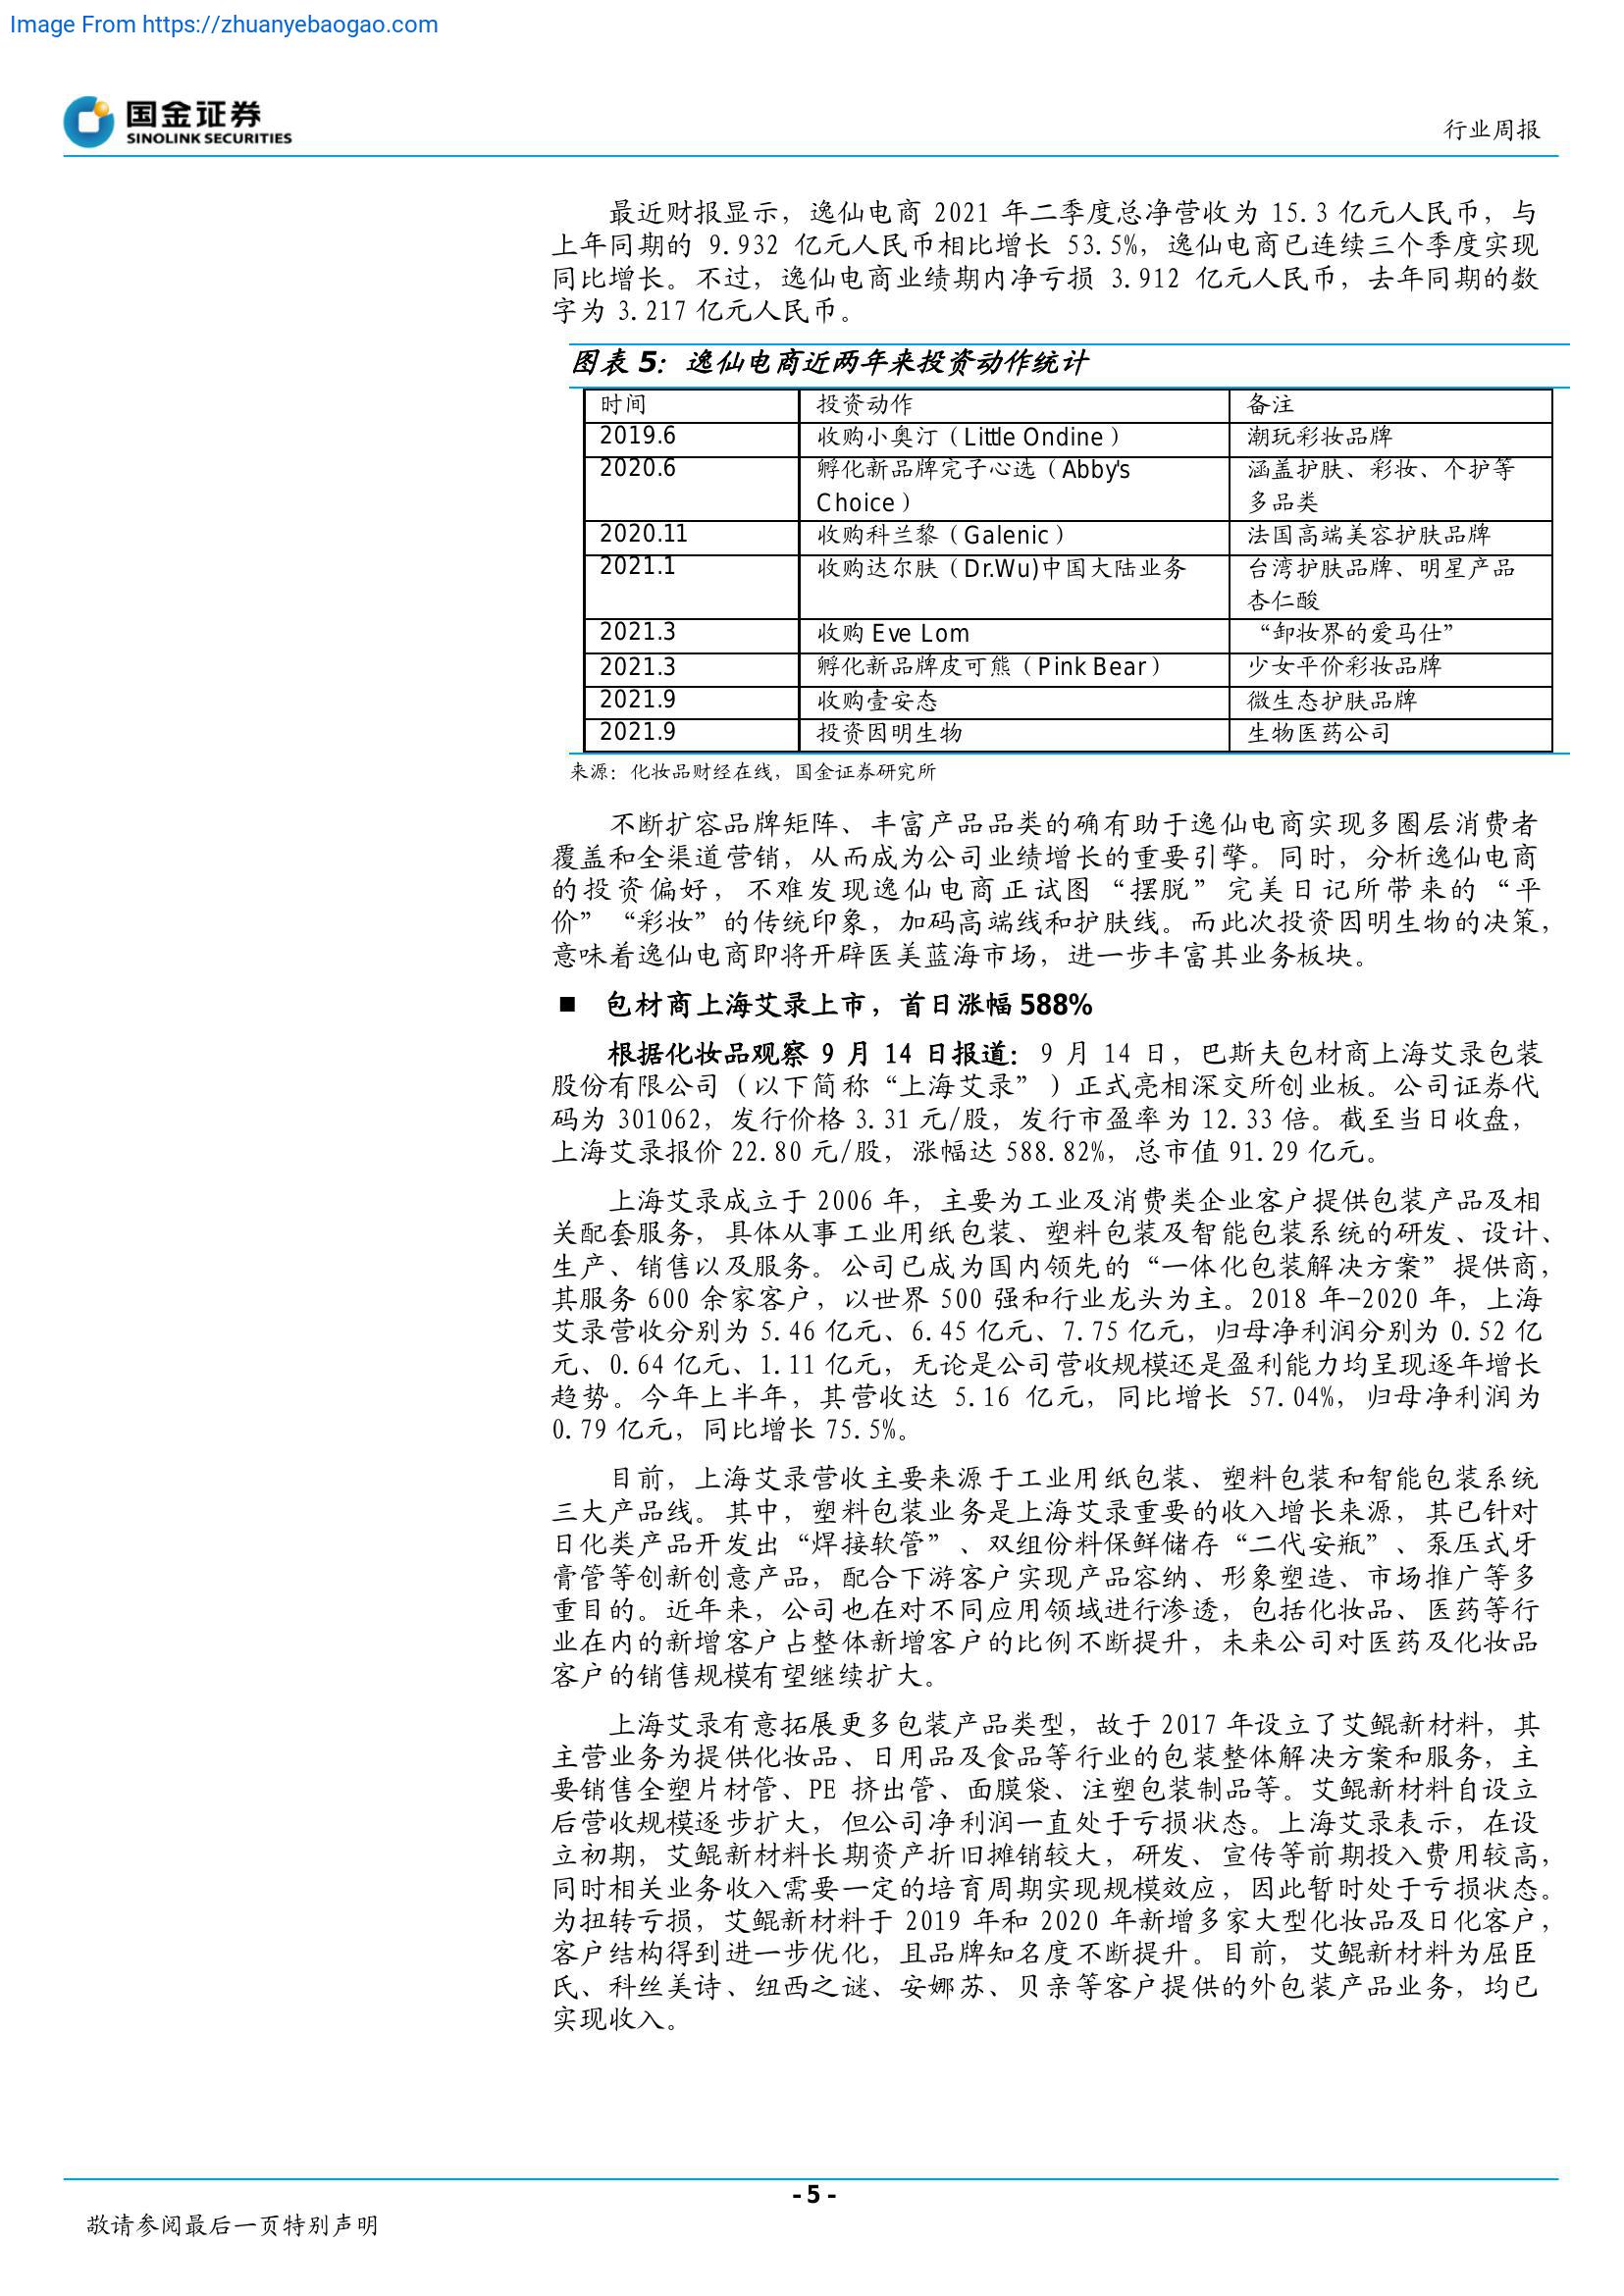 Image From https://zhuanyebaogao.com
国金证券
SINOLINK SECURITIES
行业周报
最近财报显示，逸仙电商 2021 年二季度总净营收为 15.3 亿元人民币，与
上年同期的 9.932 亿元人民币相比增长 53.5%，逸仙电商已连续三个季度实现
同比增长。不过，逸仙电商业绩期内净亏损 3.912 亿元人民币，去年同期的数
字为 3.217 亿元人民币。
图表 5：逸仙电商近两年来投资动作统计
时间 投资动作 备注
2019.6 收购小奥汀（Little Ondine） 潮玩彩妆品牌
2020.6 孵化新品牌完子心选（Abby's 涵盖护肤、彩妆、个护等
Choice） 多品类
2020.11 收购科兰黎（Galenic） 法国高端美容护肤品牌
2021.1 收购达尔肤（Dr.Wu)中国大陆业务 台湾护肤品牌、明星产品
杏仁酸
2021.3 收购 Eve Lom “卸妆界的爱马仕”
2021.3 孵化新品牌皮可熊（Pink Bear） 少女平价彩妆品牌
2021.9 收购壹安态 微生态护肤品牌
2021.9 投资因明生物 生物医药公司
来源：化妆品财经在线，国金证券研究所
不断扩容品牌矩阵、丰富产品品类的确有助于逸仙电商实现多圈层消费者
覆盖和全渠道营销，从而成为公司业绩增长的重要引擎。同时，分析逸仙电商
的投资偏好，不难发现逸仙电商正试图“摆脱”完美日记所带来的“平
价”“彩妆”的传统印象，加码高端线和护肤线。而此次投资因明生物的决策，
意味着逸仙电商即将开辟医美蓝海市场，进一步丰富其业务板块。
■ 包材商上海艾录上市，首日涨幅 588%
根据化妆品观察 9 月 14 日报道：9 月 14 日，巴斯夫包材商上海艾录包装
股份有限公司（以下简称“上海艾录”）正式亮相深交所创业板。公司证券代
码为 301062，发行价格 3.31 元/股，发行市盈率为 12.33 倍。截至当日收盘，
上海艾录报价 22.80 元/股，涨幅达 588.82%，总市值 91.29 亿元。
上海艾录成立于 2006 年，主要为工业及消费类企业客户提供包装产品及相
关配套服务，具体从事工业用纸包装、塑料包装及智能包装系统的研发、设计、
生产、销售以及服务。公司已成为国内领先的“一体化包装解决方案”提供商，
其服务 600 余家客户，以世界 500 强和行业龙头为主。2018 年-2020 年，上海
艾录营收分别为 5.46 亿元、6.45 亿元、7.75 亿元，归母净利润分别为 0.52 亿
元、0.64 亿元、1.11 亿元，无论是公司营收规模还是盈利能力均呈现逐年增长
趋势。今年上半年，其营收达 5.16 亿元，同比增长 57.04%，归母净利润为
0.79 亿元，同比增长 75.5%。
目前，上海艾录营收主要来源于工业用纸包装、塑料包装和智能包装系统
三大产品线。其中，塑料包装业务是上海艾录重要的收入增长来源，其已针对
日化类产品开发出“焊接软管”、双组份料保鲜储存“二代安瓶”、泵压式牙
膏管等创新创意产品，配合下游客户实现产品容纳、形象塑造、市场推广等多
重目的。近年来，公司也在对不同应用领域进行渗透，包括化妆品、医药等行
业在内的新增客户占整体新增客户的比例不断提升，未来公司对医药及化妆品
客户的销售规模有望继续扩大。
上海艾录有意拓展更多包装产品类型，故于 2017 年设立了艾鲲新材料，其
主营业务为提供化妆品、日用品及食品等行业的包装整体解决方案和服务，主
要销售全塑片材管、PE 挤出管、面膜袋、注塑包装制品等。艾鲲新材料自设立
后营收规模逐步扩大，但公司净利润一直处于亏损状态。上海艾录表示，在设
立初期，艾鲲新材料长期资产折旧摊销较大，研发、宣传等前期投入费用较高，
同时相关业务收入需要一定的培育周期实现规模效应，因此暂时处于亏损状态。
为扭转亏损，艾鲲新材料于 2019 年和 2020 年新增多家大型化妆品及日化客户，
客户结构得到进一步优化，且品牌知名度不断提升。目前，艾鲲新材料为屈臣
氏、科丝美诗、纽西之谜、安娜苏、贝亲等客户提供的外包装产品业务，均已
实现收入。
- 5 -
敬请参阅最后一页特别声明